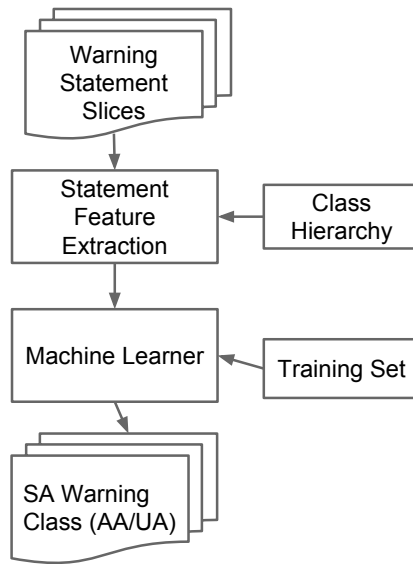 Warning
Statement
Slices
Statement
Feature
Extraction
Class
Hierarchy
Machine Learner
Training Set
SA Warning
Class (AA/UA)